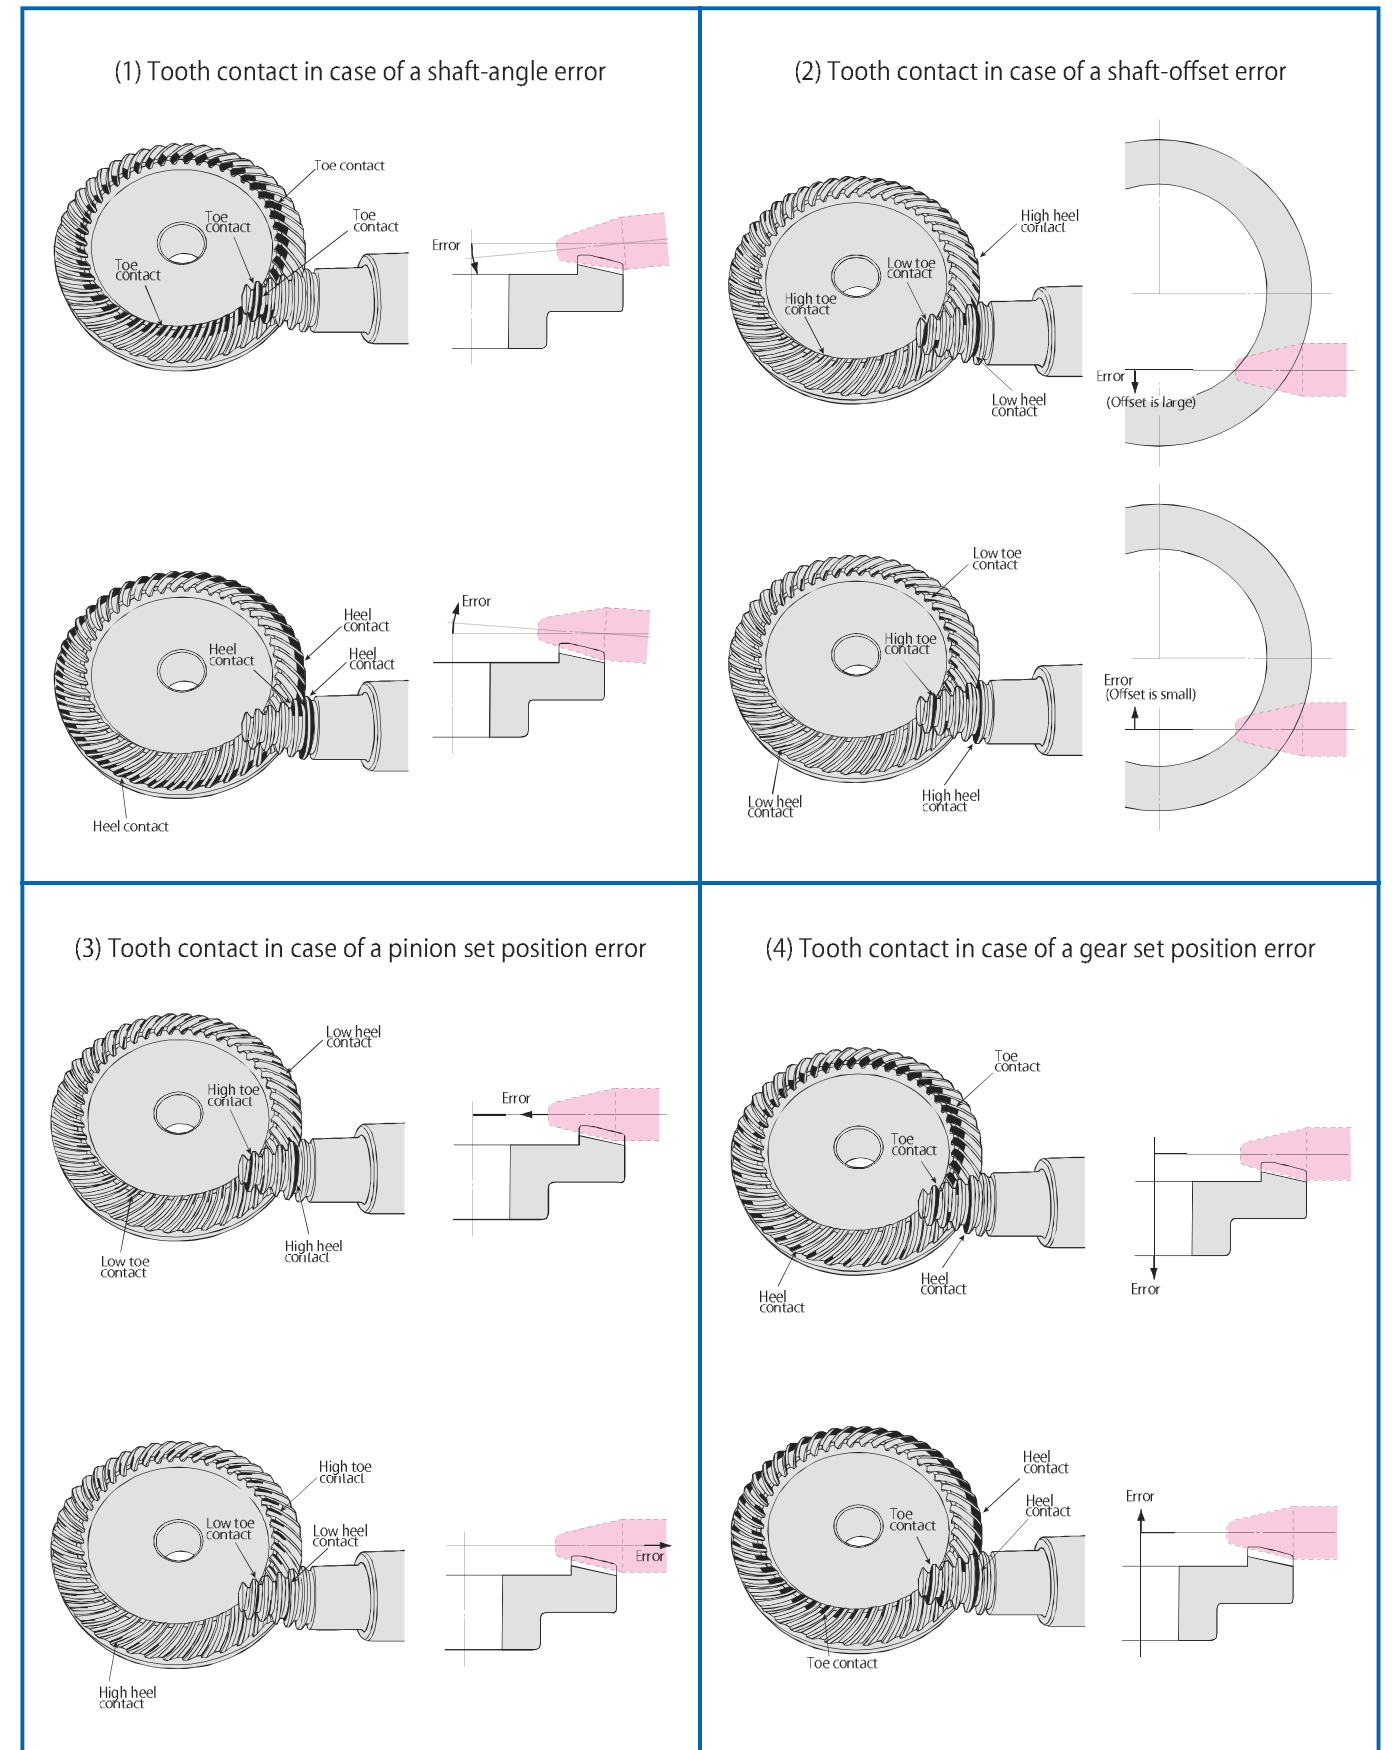 (1) Tooth contact in case of a shaft-angle error
Toe contact
Toe
contact
Toe
contact
Toe
contact
Error
Heel
contact
Heel
contact
Heel
contact
Heel contact
Error
(2) Tooth contact in case of a shaft-offset error
High heel
contact
Low toe
contact
High toe
contact
Low heel
contact
Error
(Offset is large)
Low toe
contact
High toe
contact
Low heel
contact
High heel
contact
Error
(Offset is small)
(3) Tooth contact in case of a pinion set position error
Low heel
contact
High toe
contact
High heel
contact
Low toe
contact
Error
High toe
contact
Low toe
contact
Low heel
contact
High heel
contact
Error
(4) Tooth contact in case of a gear set position error
Toe
contact
Toe
contact
Heel
contact
Heel
contact
Error
Heel
contact
Heel
contact
Toe
contact
Toe contact
Error